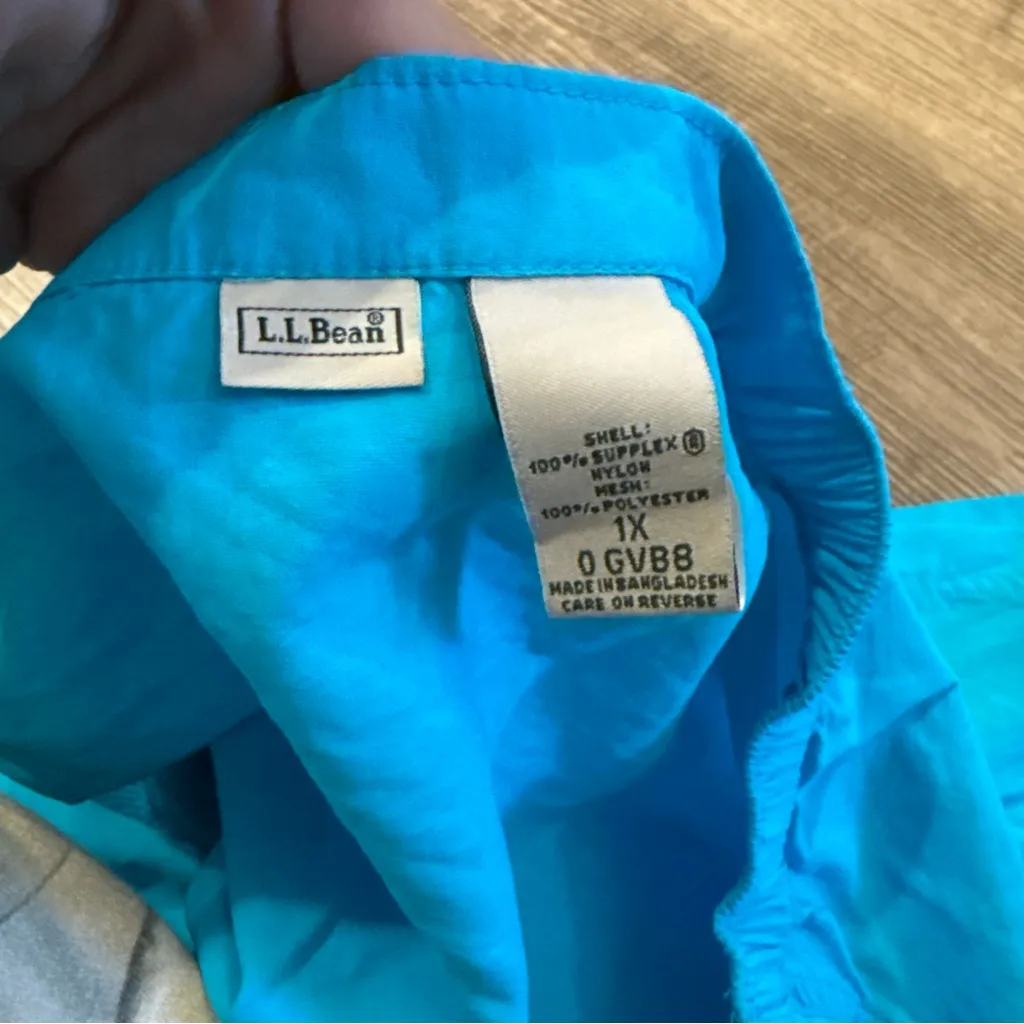 L.L.Bean®
SHELL:
100% SUPPLEX®
NYLON
MESH:
100% POLYESTER
1X
0 GVB8
MADE IN BANGLADESH
CARE ON REVERSE